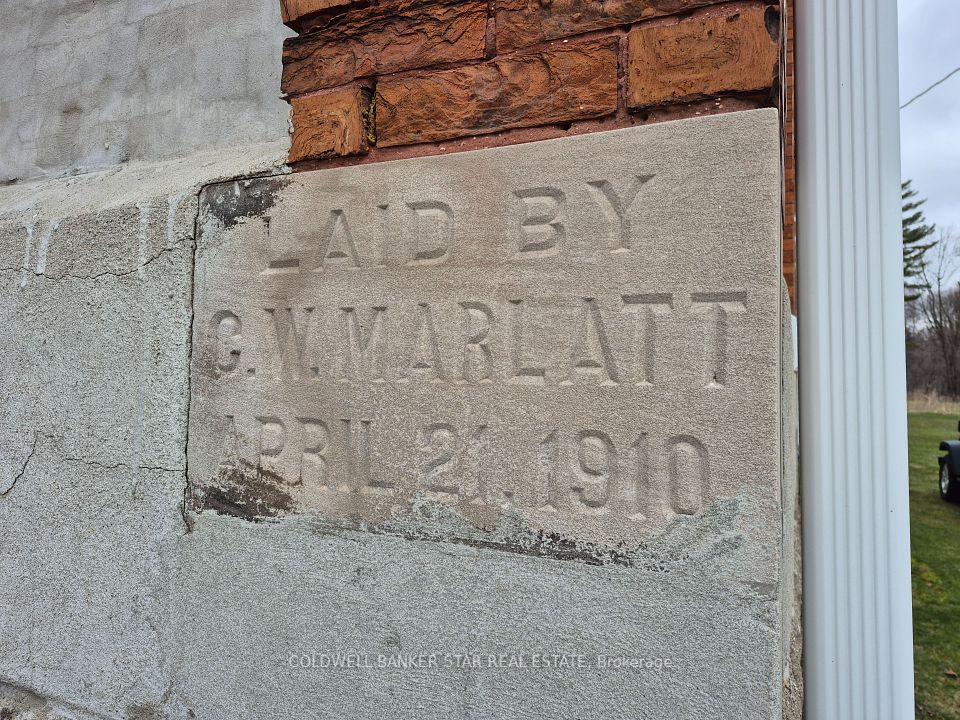 LAID BY
G. W. MARLATT
APRIL 21. 1910
COLDWELL BANKER STAR REAL ESTATE, Brokerage